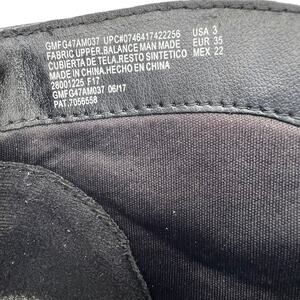 GMFG47AM037 UPC#0746417422256 USA 3
FABRIC UPPER.BALANCE MAN MADE EUR 35
CUBIERTA DE TELA.RESTO SINTETICO MEX 22
MADE IN CHINA.HECHO EN CHINA
28001225 F17
GMFG47AM037 06/17
PAT.7056558